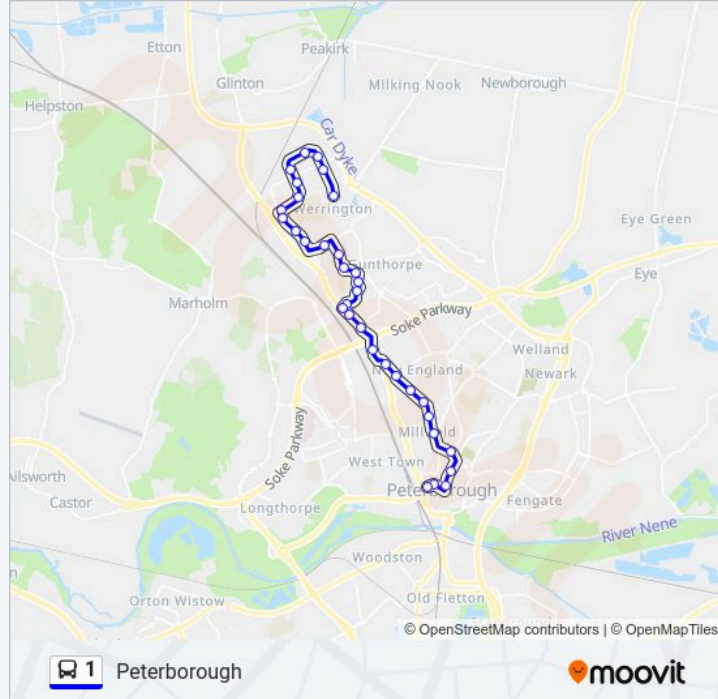 Etton
Peakirk
Glinton
Milking Nook
Newborough
Helpston
Car Dyke
Werrington
Eye Green
Gunthorpe
Eye
Marholm
Soke Parkway
Welland
New England
Newark
Millfield
Soke Parkway
West Town
Ailsworth
Peterborough
Castor
Longthorpe
Fengate
River Nene
Woodston
Orton Wistow
Old Fletton
© OpenStreetMap contributors | © OpenMapTiles
1 Peterborough
moovit